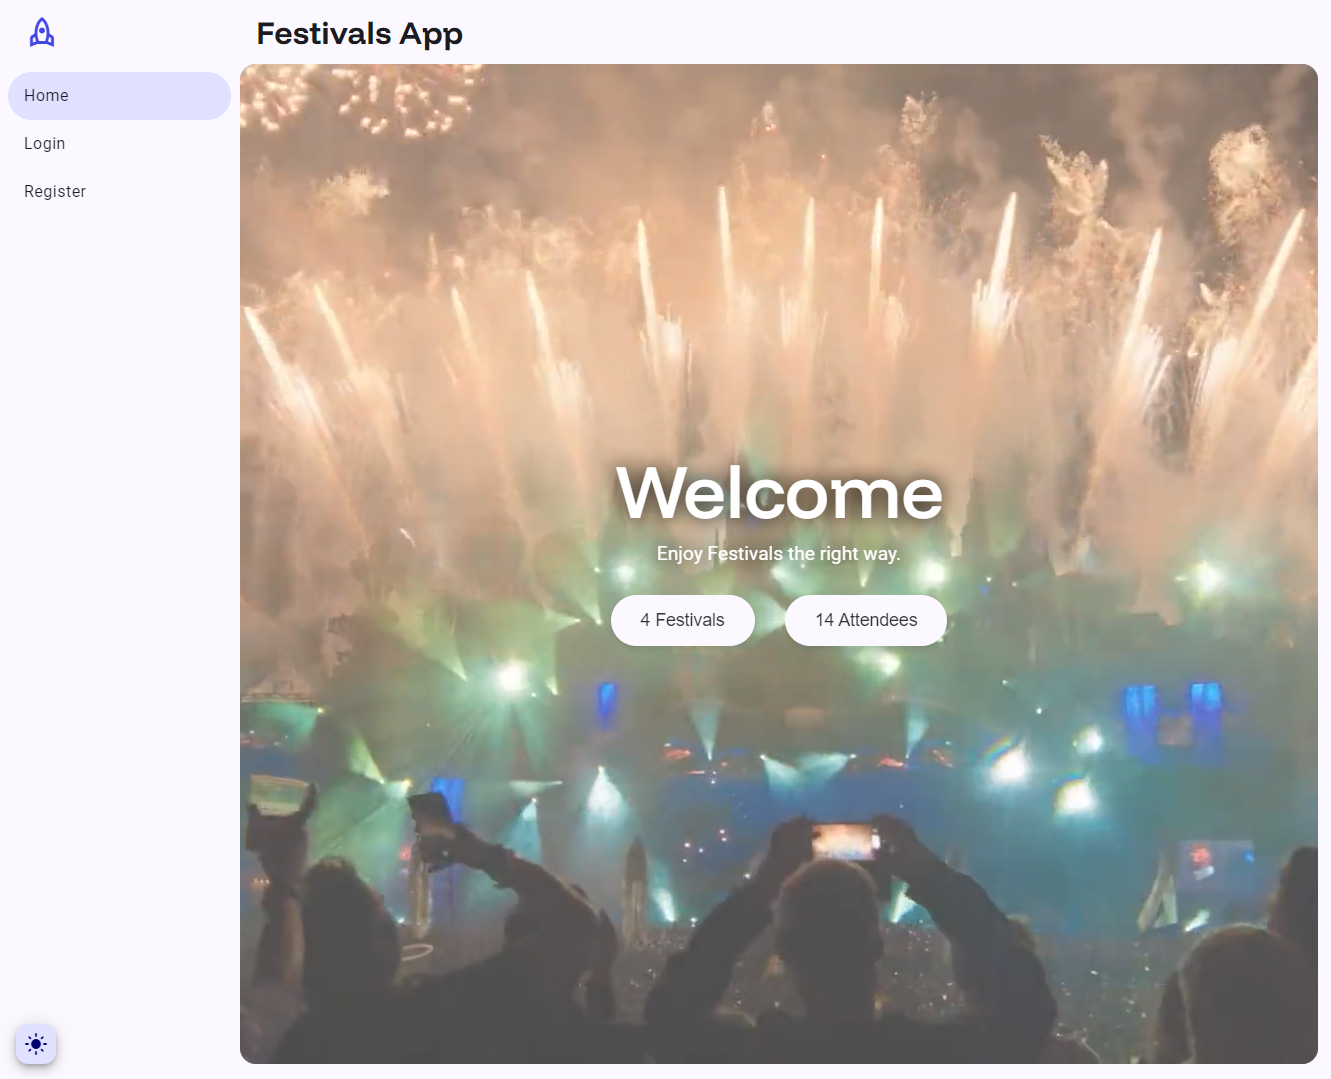 Festivals App
Home
Login
Register
Welcome
Enjoy Festivals the right way.
4 Festivals
14 Attendees